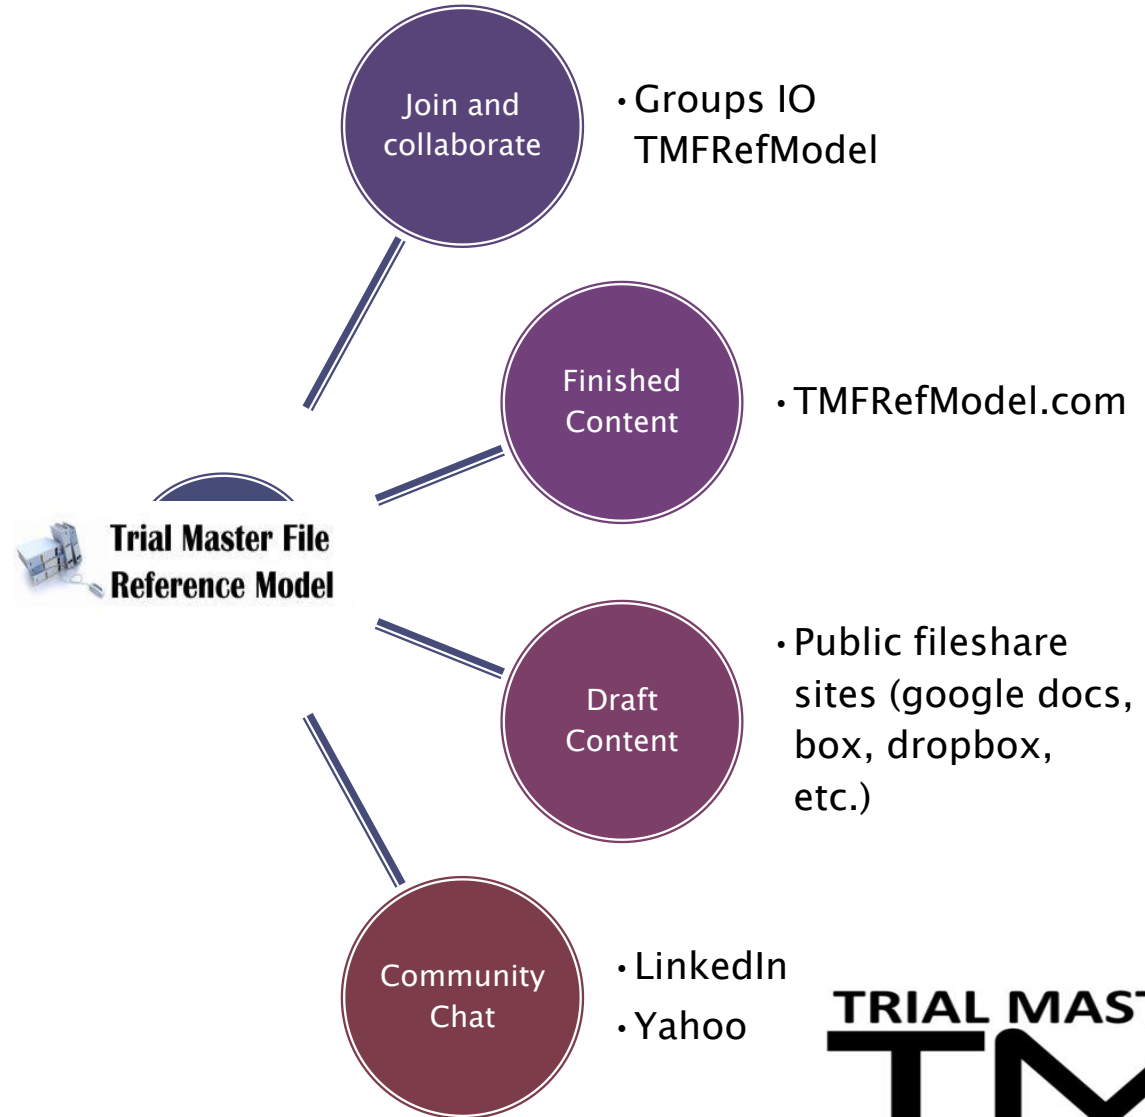 Join and
collaborate
• Groups IO
TMFRefModel
Finished
Content
• TMFRefModel.com
Trial Master File
Reference Model
Draft
Content
• Public fileshare
sites (google docs,
box, dropbox,
etc.)
Community
Chat
• LinkedIn
• Yahoo
TRIAL MAST
TM